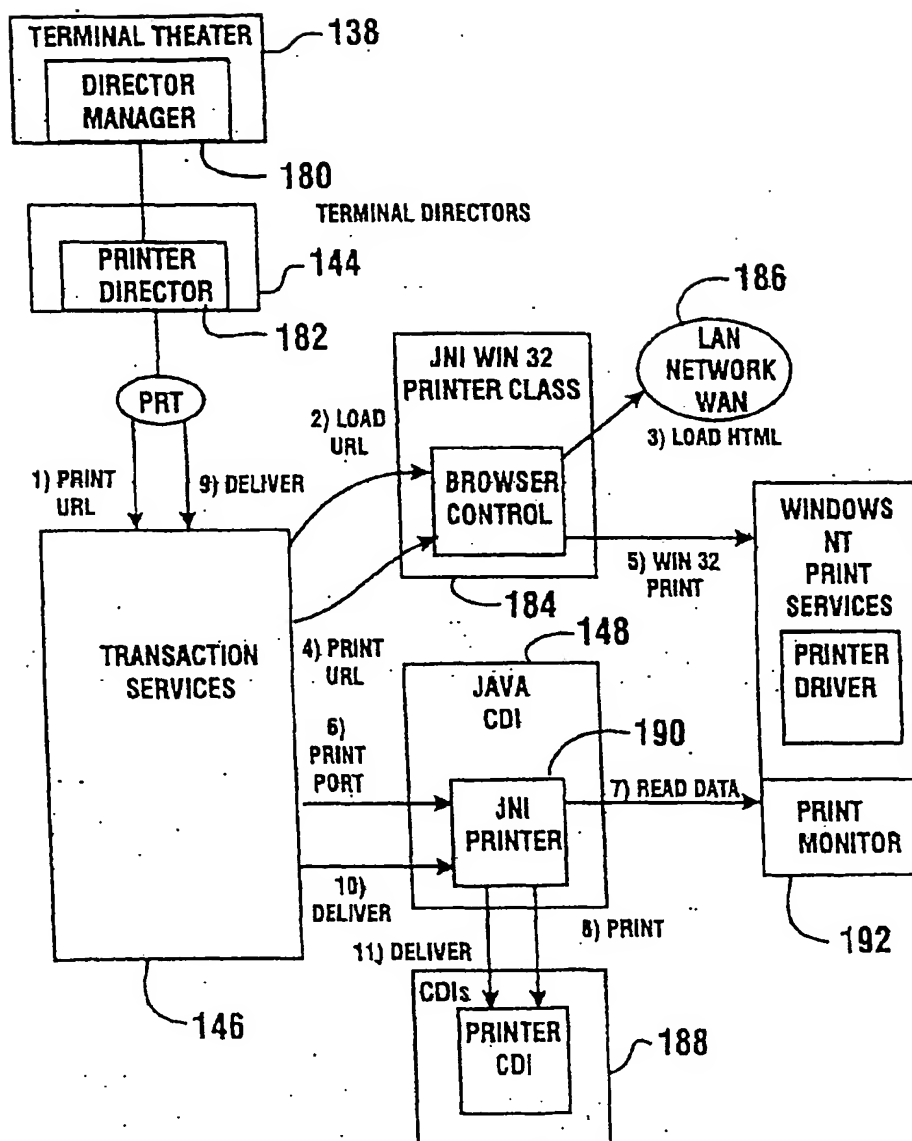 TERMINAL THEATER
138
DIRECTOR
MANAGER
180
TERMINAL DIRECTORS
PRINTER
DIRECTOR
144
182
186
JNI WIN 32
PRINTER CLASS
LAN
NETWORK
WAN
PRT
2) LOAD
URL
3) LOAD HTML
1) PRINT
URL
9) DELIVER
BROWSER
CONTROL
WINDOWS
NT
PRINT
SERVICES
5) WIN 32
PRINT
184
TRANSACTION
SERVICES
4) PRINT
URL
148
JAVA
CDI
PRINTER
DRIVER
6)
PRINT
PORT
190
7) READ DATA
JNI
PRINTER
PRINT
MONITOR
10)
DELIVER
8) PRINT
192
11) DELIVER
146
CDIs
PRINTER
CDI
188